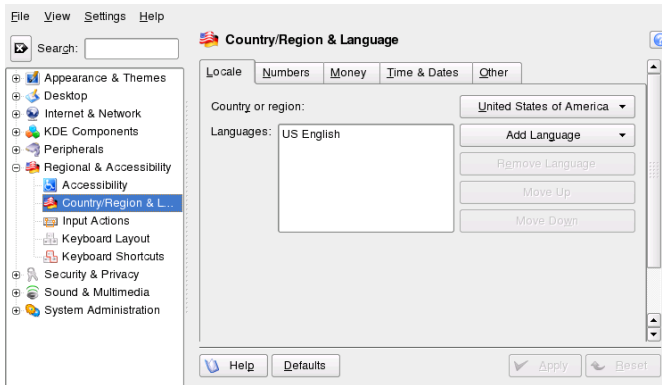 File View Settings Help
Search:
Appearance & Themes
Desktop
Internet & Network
KDE Components
Peripherals
Regional & Accessibility
Accessibility
Country/Region & L...
Input Actions
Keyboard Layout
Keyboard Shortcuts
Security & Privacy
Sound & Multimedia
System Administration
Country/Region & Language
Locale Numbers Money Time & Dates Other
Country or region: United States of America
Languages: US English
Add Language
Remove Language
Move Up
Move Down
Help Defaults Apply Reset